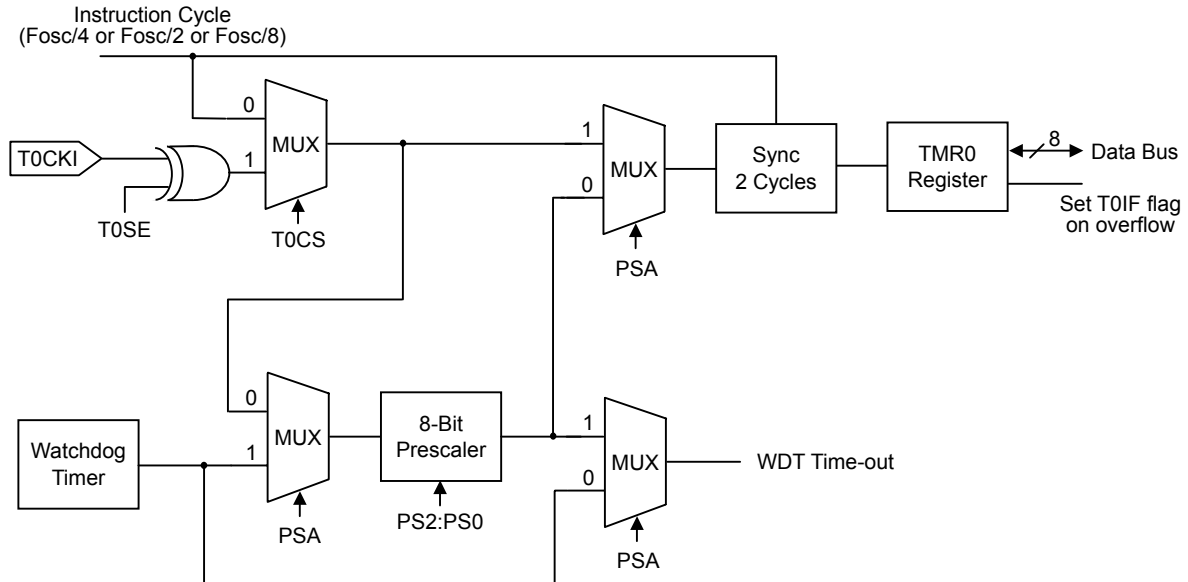 Instruction Cycle
(Fosc/4 or Fosc/2 or Fosc/8)
0
MUX
T0CKI
1
T0SE
T0CS
1
MUX
0
PSA
Sync
2 Cycles
TMR0
Register
8
Data Bus
Set T0IF flag
on overflow
Watchdog
Timer
0
MUX
1
PSA
8-Bit
Prescaler
PS2:PS0
1
MUX
0
PSA
WDT Time-out